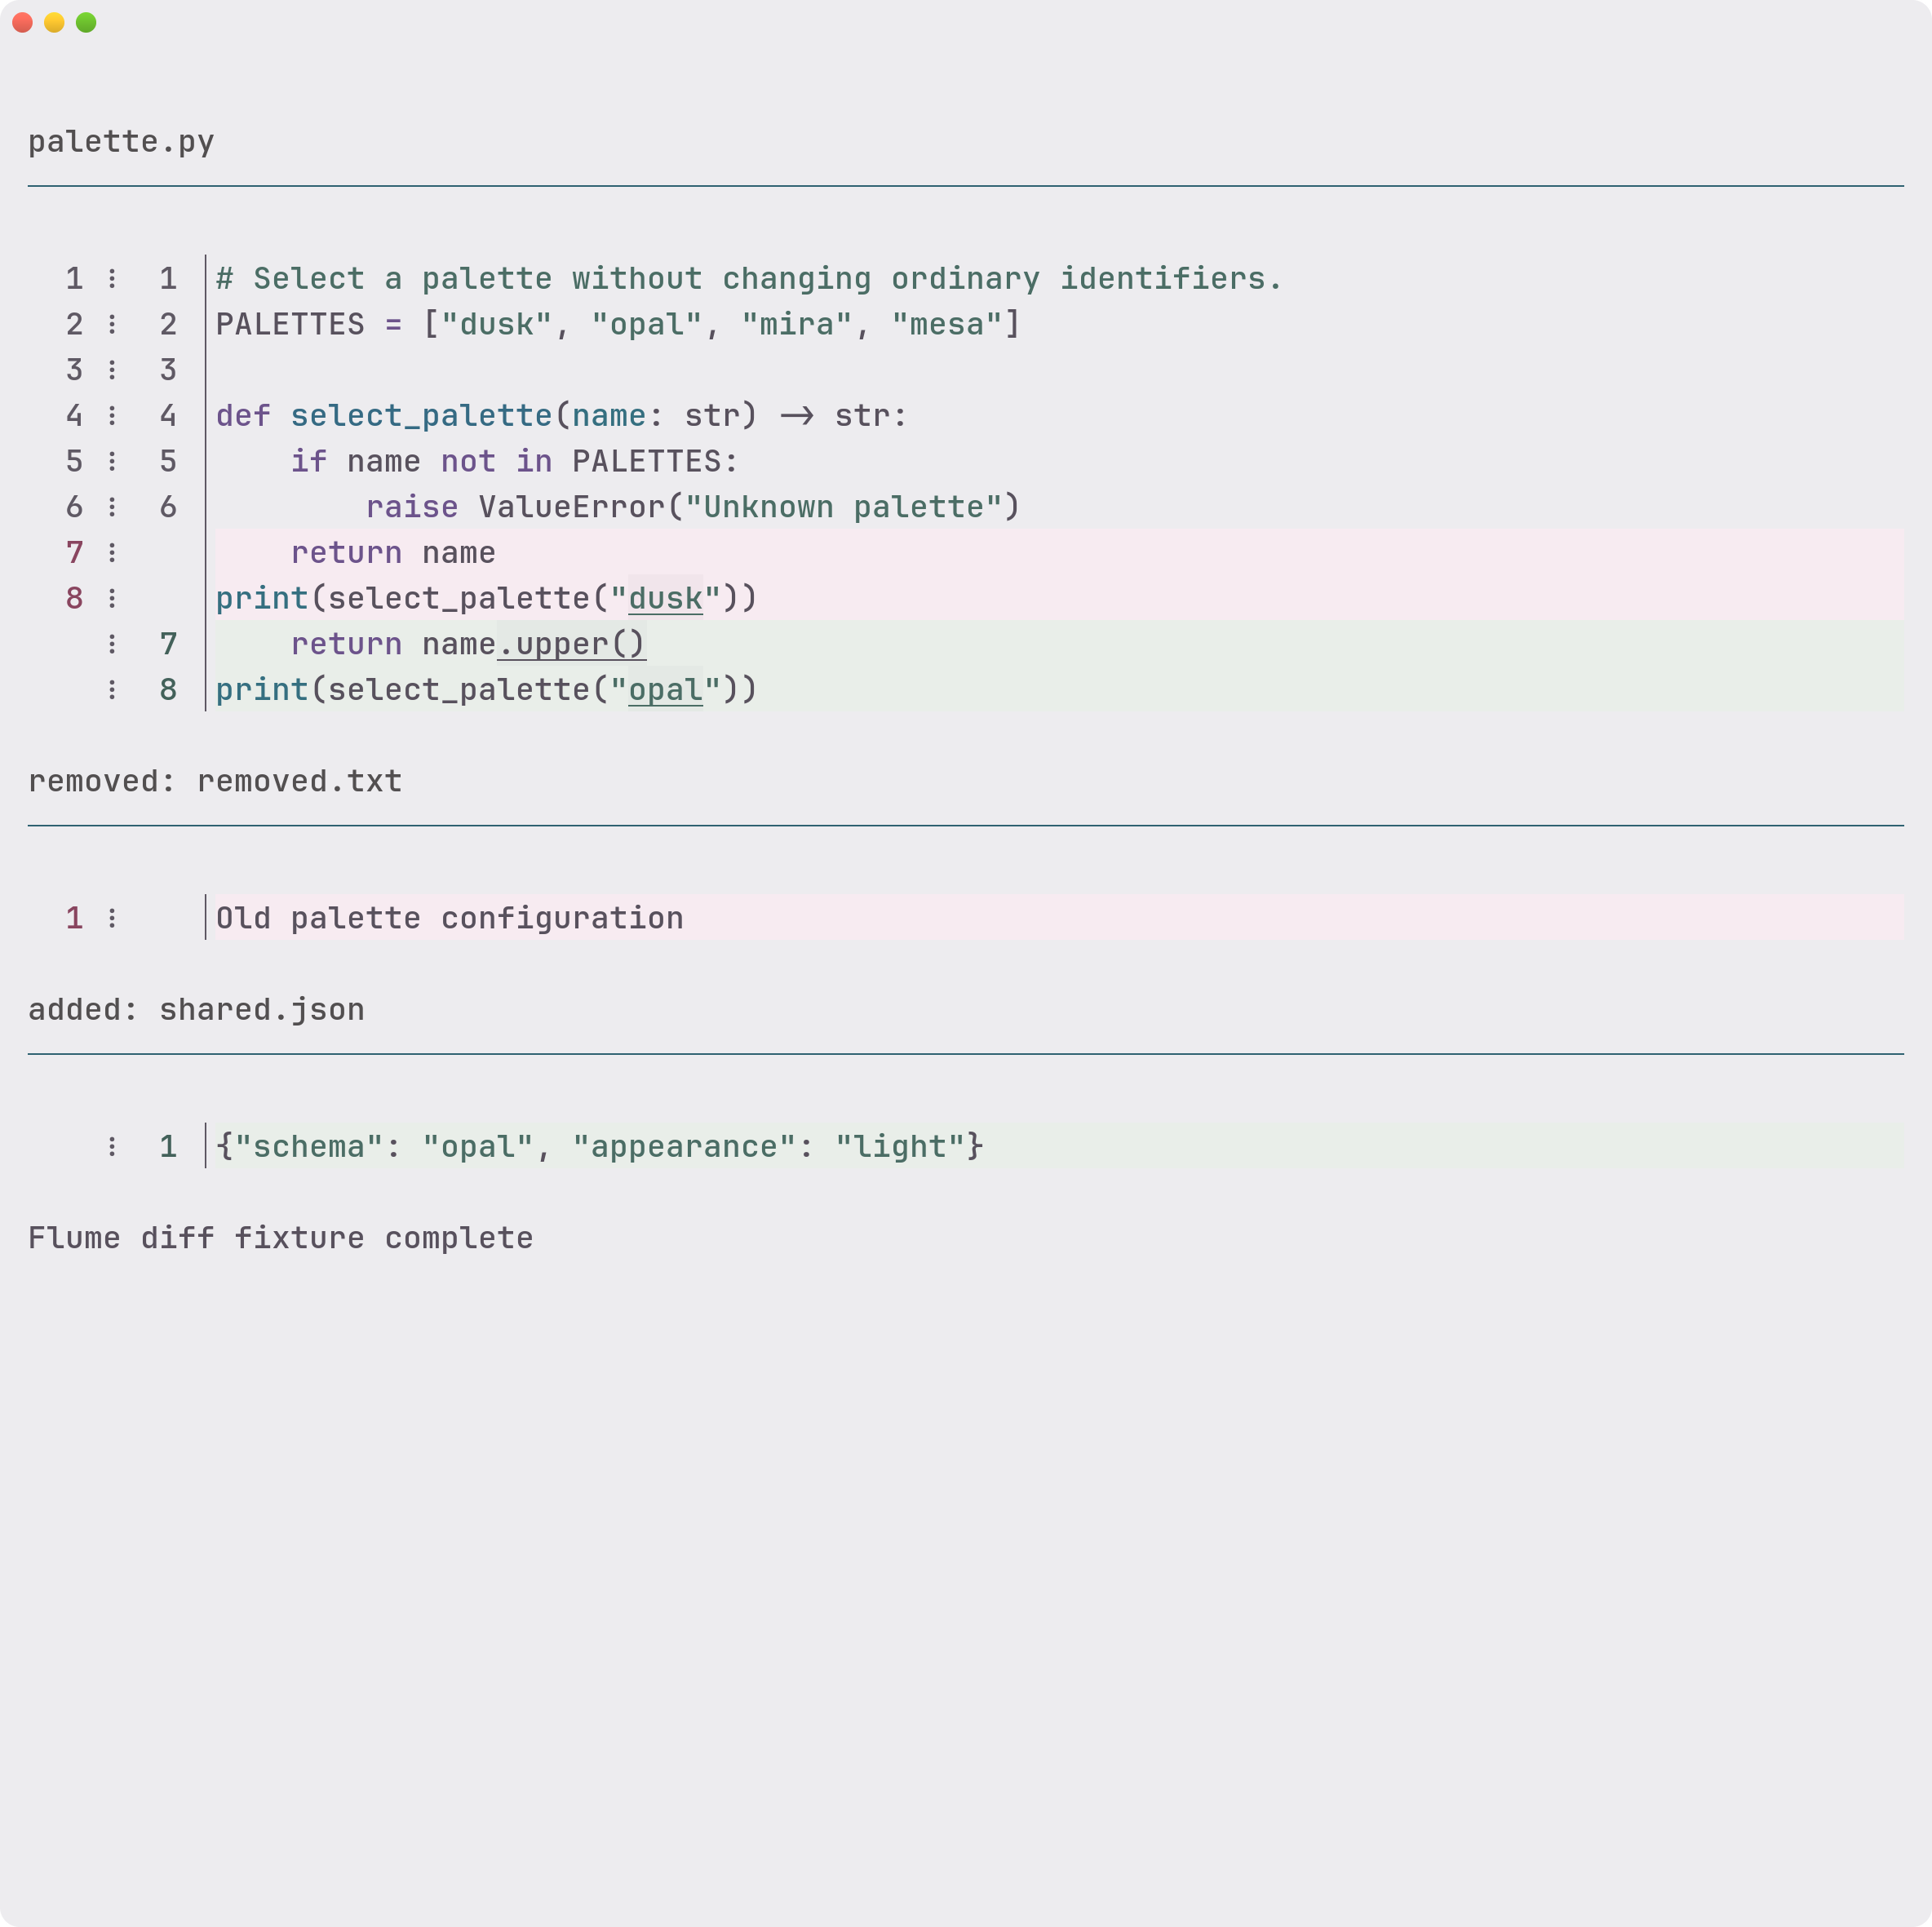 palette.py
1 ⋮ 1 │# Select a palette without changing ordinary identifiers.
2 ⋮ 2 │PALETTES = ["dusk", "opal", "mira", "mesa"]
3 ⋮ 3 │
4 ⋮ 4 │def select_palette(name: str) -> str:
5 ⋮ 5 │    if name not in PALETTES:
6 ⋮ 6 │        raise ValueError("Unknown palette")
7 ⋮   │    return name
8 ⋮   │print(select_palette("dusk"))
  ⋮ 7 │    return name.upper()
  ⋮ 8 │print(select_palette("opal"))
removed: removed.txt
1 ⋮   │Old palette configuration
added: shared.json
  ⋮ 1 │{"schema": "opal", "appearance": "light"}
Flume diff fixture complete